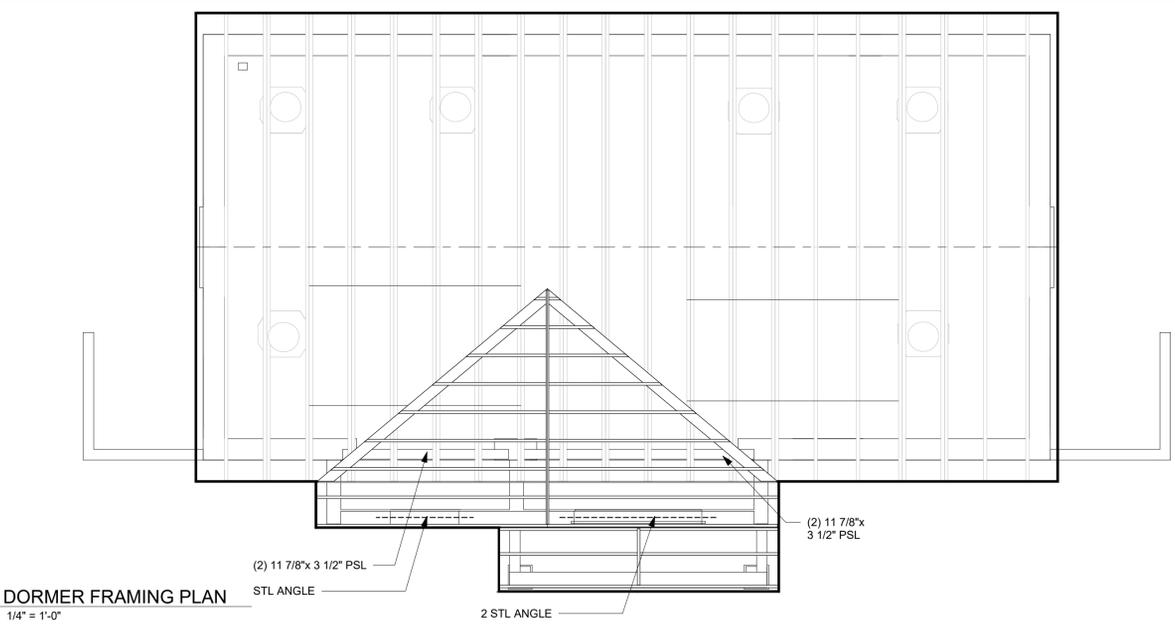 (2) 11 7/8"x
3 1/2" PSL
(2) 11 7/8"x 3 1/2" PSL
STL ANGLE
2 STL ANGLE
DORMER FRAMING PLAN
1/4" = 1'-0"